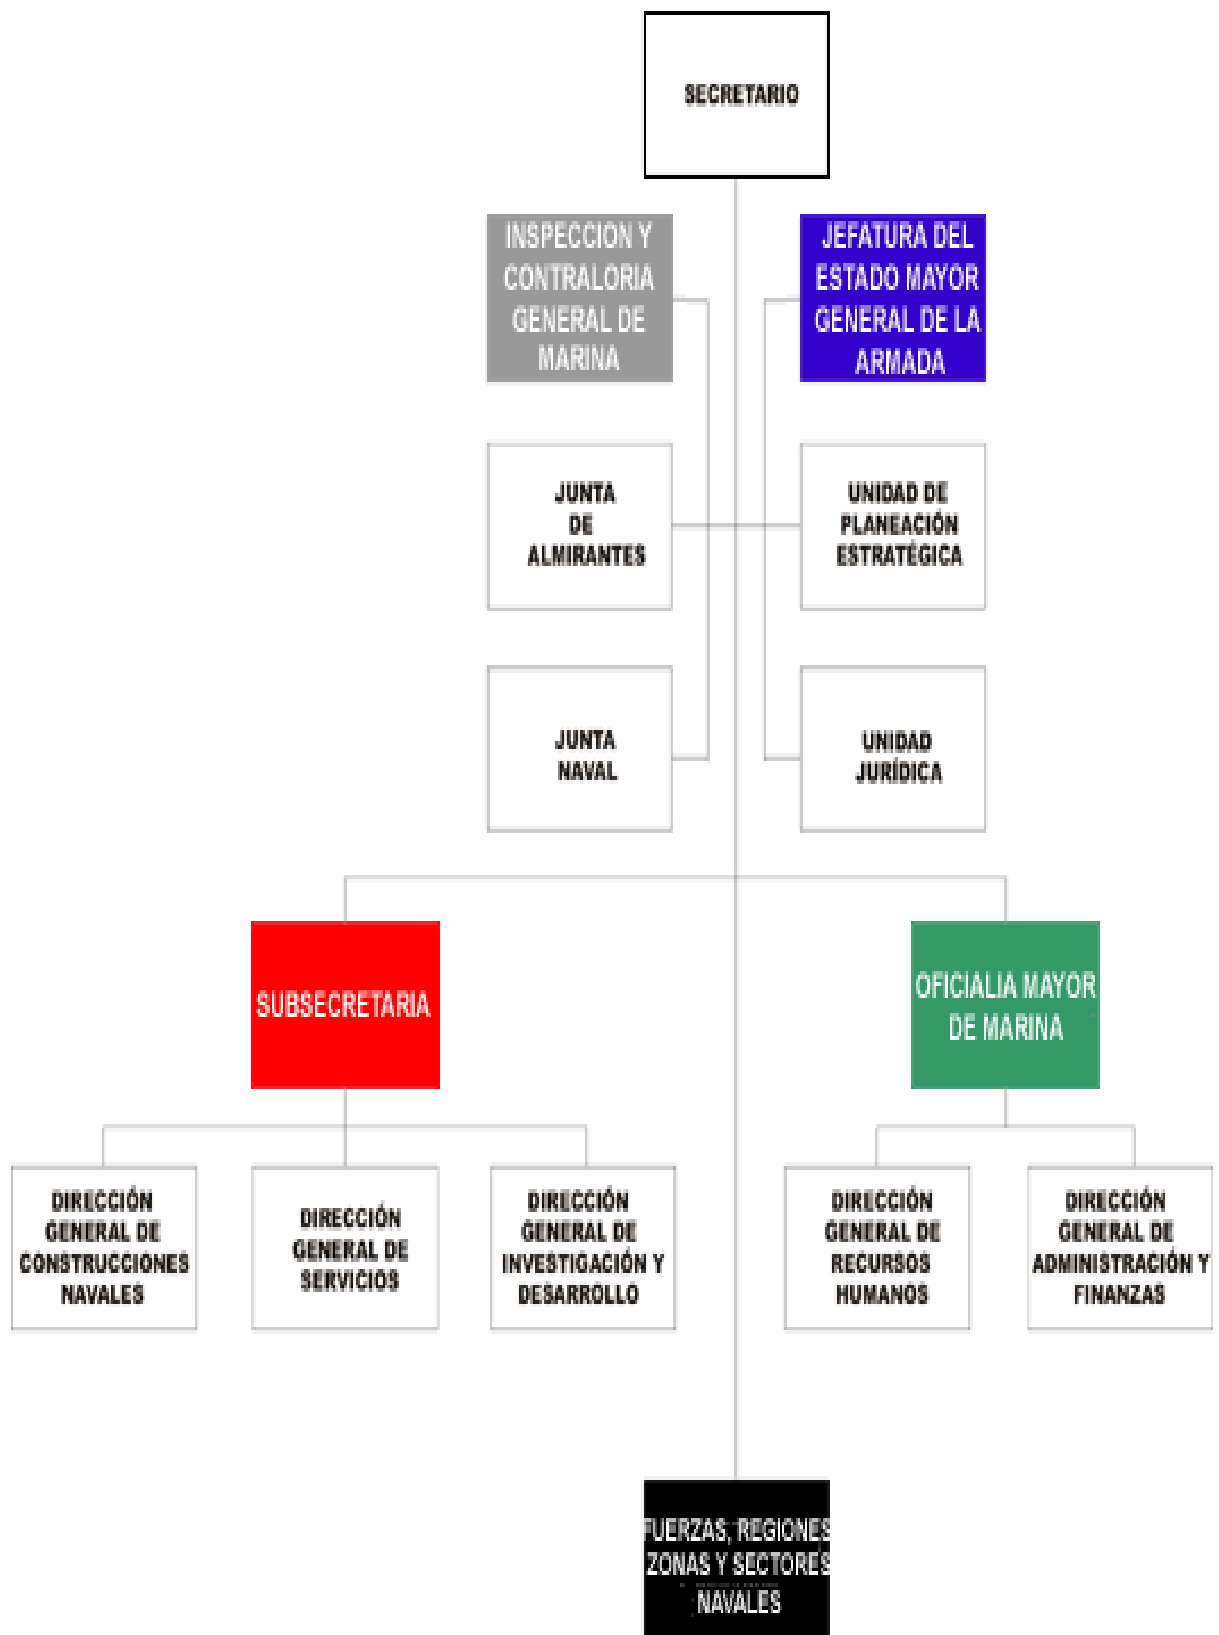 SECRETARIO
INSPECCION Y
CONTRALORIA
GENERAL DE
MARINA
JEFATURA DEL
ESTADO MAYOR
GENERAL DE LA
ARMADA
JUNTA
DE
ALMIRANTES
UNIDAD DE
PLANEACIÓN
ESTRATÉGICA
JUNTA
NAVAL
UNIDAD
JURÍDICA
SUBSECRETARIA
OFICIALIA MAYOR
DE MARINA
DIRECCIÓN
GENERAL DE
CONSTRUCCIONES
NAVALES
DIRECCIÓN
GENERAL DE
SERVICIOS
DIRECCIÓN
GENERAL DE
INVESTIGACIÓN Y
DESARROLLO
DIRECCIÓN
GENERAL DE
RECURSOS
HUMANOS
DIRECCIÓN
GENERAL DE
ADMINISTRACIÓN Y
FINANZAS
FUERZAS, REGIONES
ZONAS Y SECTORES
NAVALES